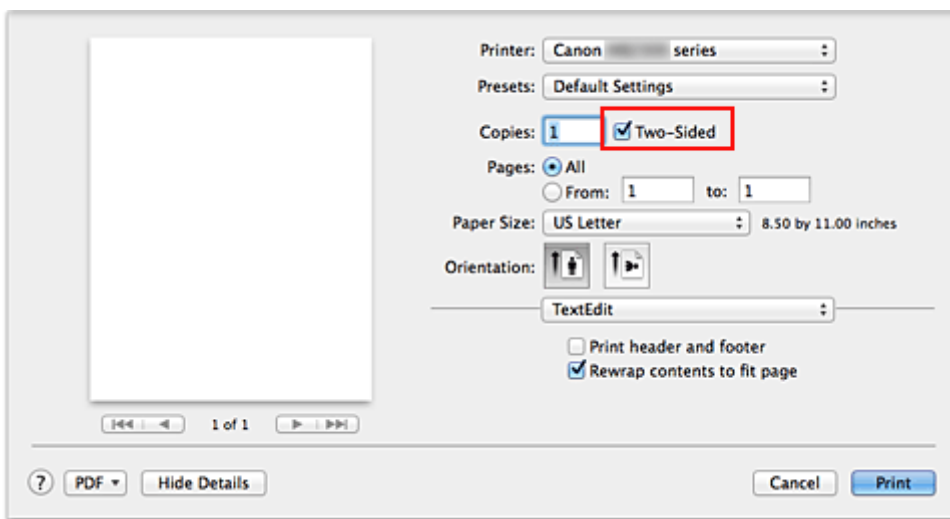 Printer: Canon series
Presets: Default Settings
Copies: 1 Two-Sided
Pages: All
From: 1 to: 1
Paper Size: US Letter 8.50 by 11.00 inches
Orientation:
TextEdit
Print header and footer
Rewrap contents to fit page
1 of 1
? PDF Hide Details Cancel Print